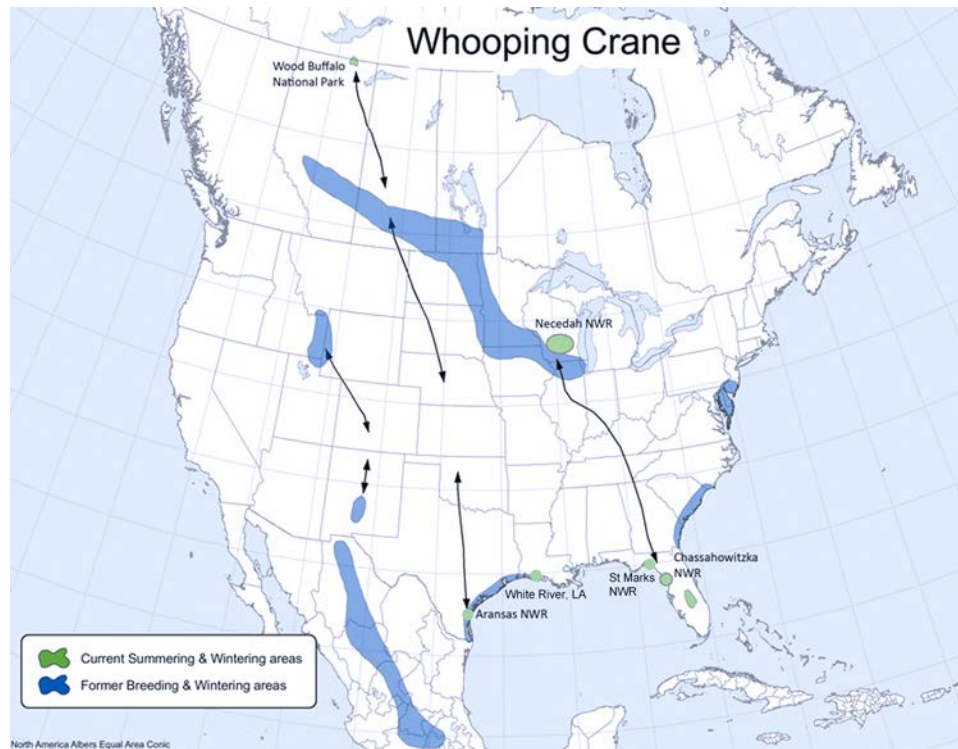 Whooping Crane
Wood Buffalo
National Park
Necedah NWR
Chassahowitzka
NWR
St Marks
NWR
White River, LA
Aransas NWR
Current Summering & Wintering areas
Former Breeding & Wintering areas
North America Albers Equal Area Conic